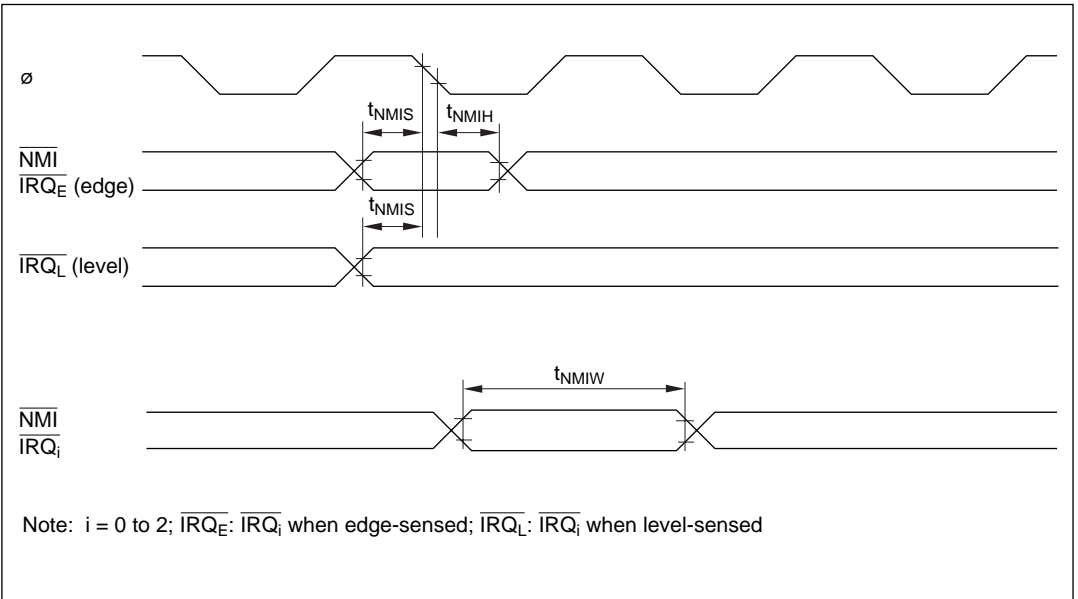 ø
tNMIS
tNMIH
NMI
IRQE (edge)
tNMIS
IRQL (level)
tNMIW
NMI
IRQi
Note: i = 0 to 2; IRQE: IRQi when edge-sensed; IRQL: IRQi when level-sensed